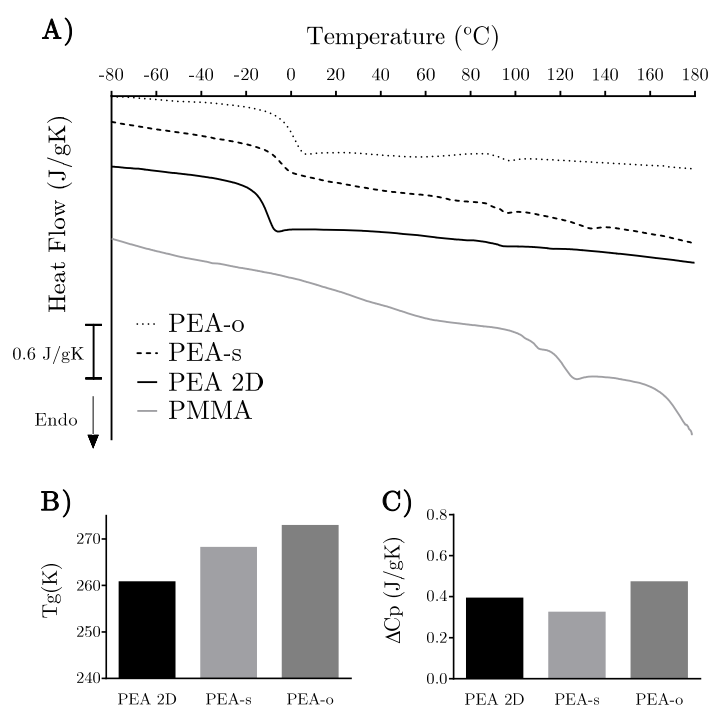 A)
Temperature (ºC)
-80 -60 -40 -20 0 20 40 60 80 100 120 140 160 180
Heat Flow (J/gK)
0.6 J/gK
Endo
PEA-o
PEA-s
PEA 2D
PMMA
B)
Tg(K)
270
260
250
240
PEA 2D PEA-s PEA-o
C)
ΔCp (J/gK)
0.8
0.6
0.4
0.2
0.0
PEA 2D PEA-s PEA-o